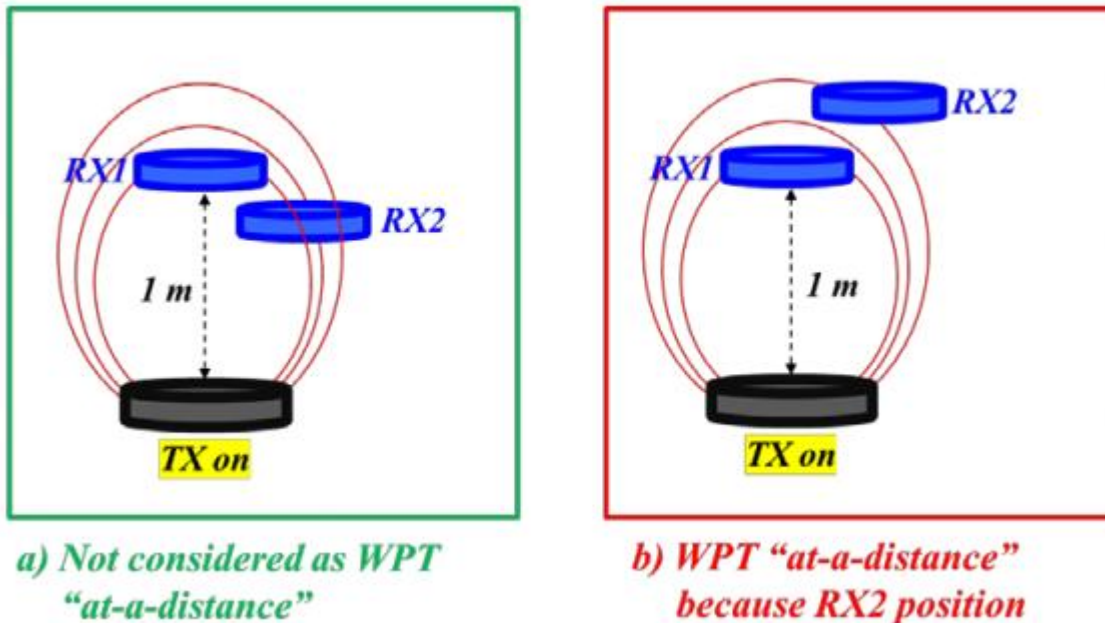 RX1
RX2
1 m
TX on
a) Not considered as WPT
“at-a-distance”
RX2
RX1
1 m
TX on
b) WPT “at-a-distance”
because RX2 position